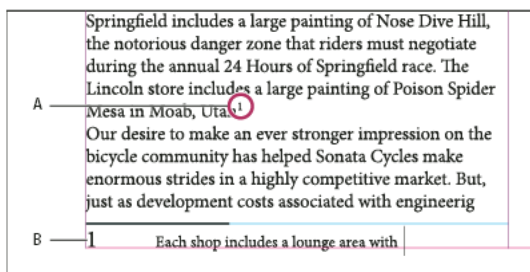 Springfield includes a large painting of Nose Dive Hill,
the notorious danger zone that riders must negotiate
during the annual 24 Hours of Springfield race. The
Lincoln store includes a large painting of Poison Spider
A Mesa in Moab, Utah¹
Our desire to make an ever stronger impression on the
bicycle community has helped Sonata Cycles make
enormous strides in a highly competitive market. But,
just as development costs associated with engineerig
B 1 Each shop includes a lounge area with